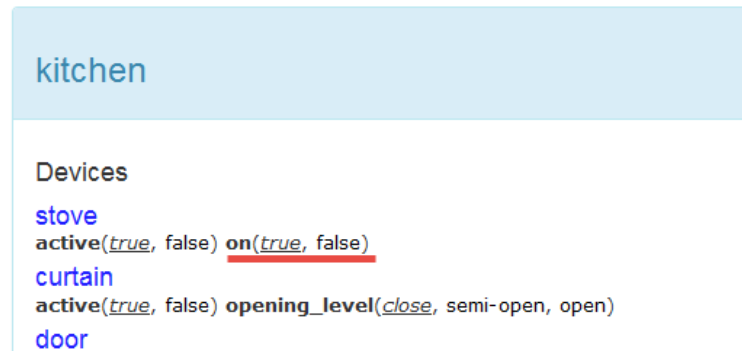 kitchen
Devices
stove
active(true, false) on(true, false)
curtain
active(true, false) opening_level(close, semi-open, open)
door